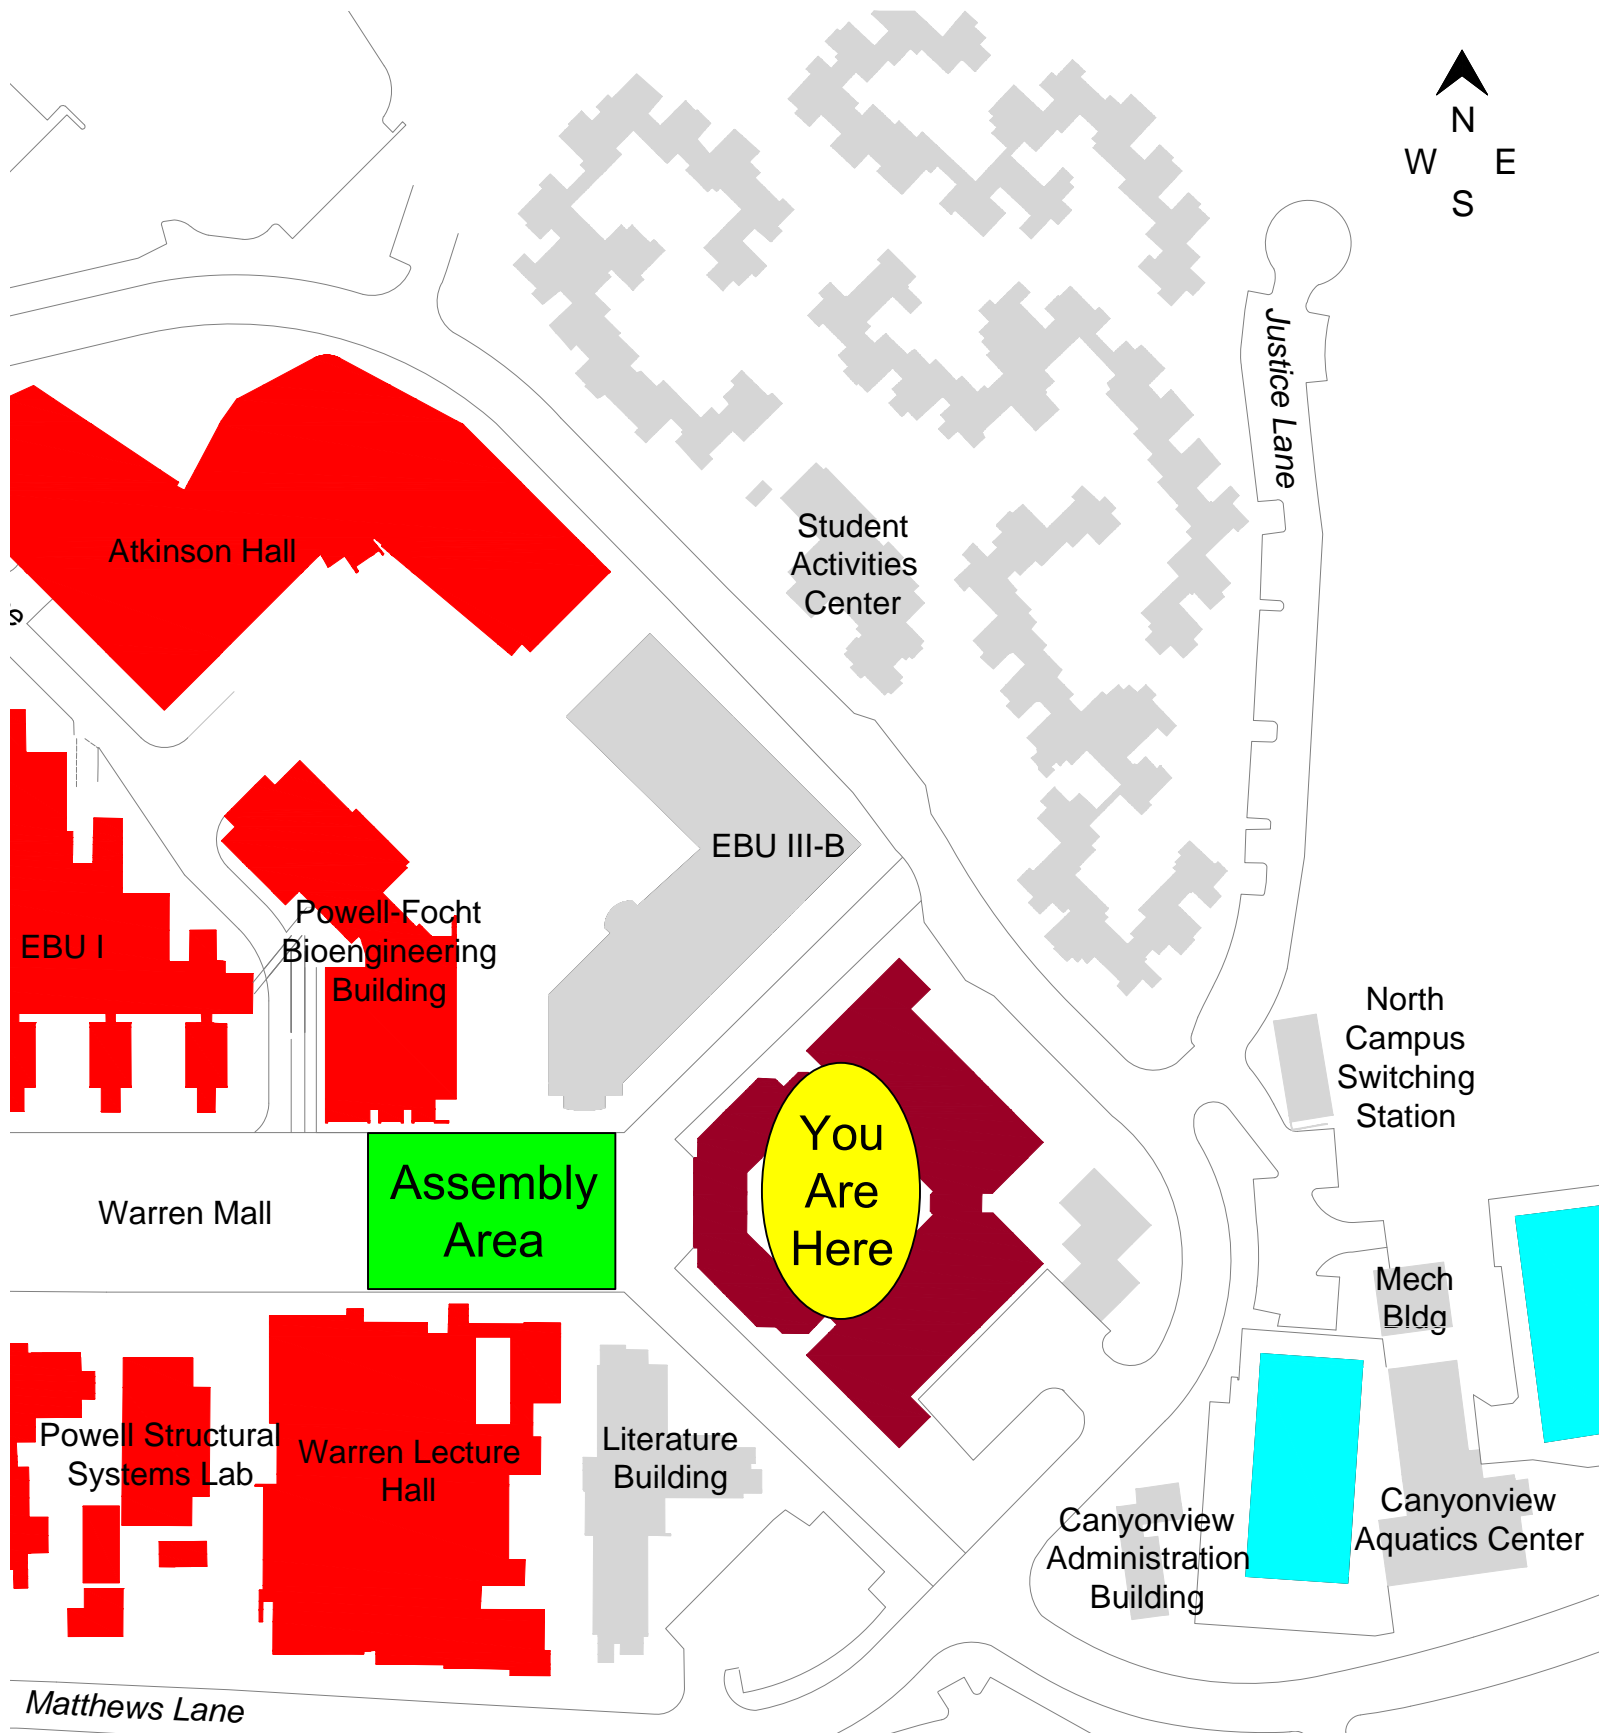 N
W E
S
Justice Lane
Student
Activities
Center
Atkinson Hall
EBU III-B
Powell-Focht
Bioengineering
Building
EBU I
North
Campus
Switching
Station
You
Are
Here
Assembly
Area
Warren Mall
Mech
Bldg
Powell Structural
Systems Lab
Warren Lecture
Hall
Literature
Building
Canyonview
Aquatics Center
Canyonview
Administration
Building
Matthews Lane